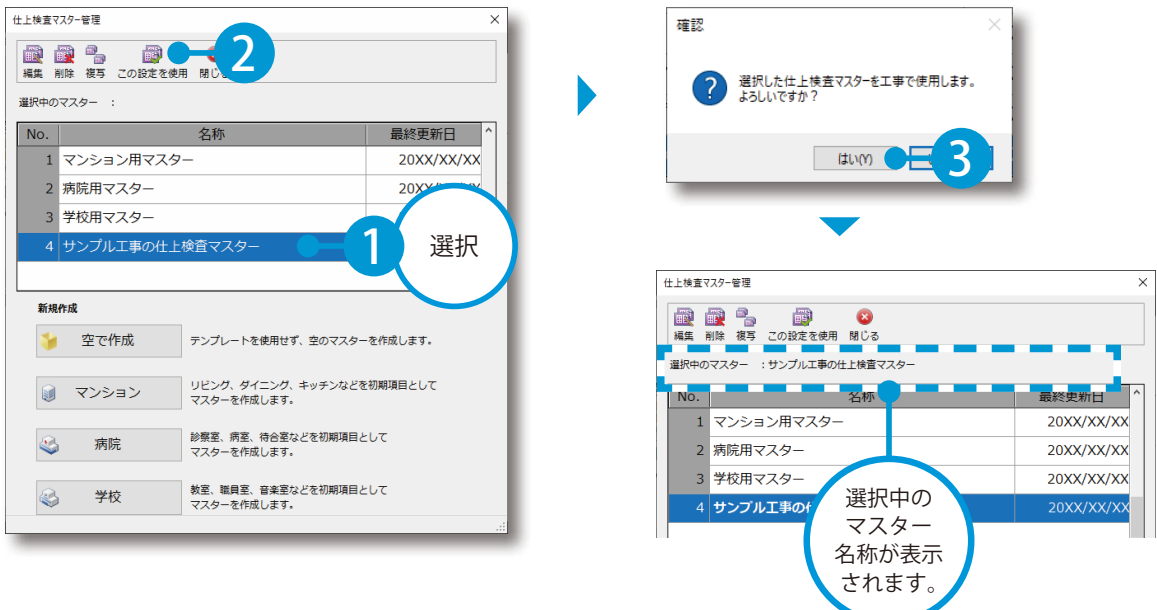 仕上検査マスター管理
編集 削除 複写 この設定を使用 閉じ
2
選択中のマスター :
No. 名称 最終更新日
1 マンション用マスター 20XX/XX/XX
2 病院用マスター
3 学校用マスター
4 サンプル工事の仕上検査マスター
1
選択
新規作成
空で作成 テンプレートを使用せず、空のマスターを作成します。
マンション リビング、ダイニング、キッチンなどを初期項目として
マスターを作成します。
病院 診察室、病室、待合室などを初期項目として
マスターを作成します。
学校 教室、職員室、音楽室などを初期項目として
マスターを作成します。
確認
選択した仕上検査マスターを工事で使用します。
よろしいですか?
はい(Y)
3
仕上検査マスター管理
編集 削除 複写 この設定を使用 閉じる
選択中のマスター :サンプル工事の仕上検査マスター
No. 名称 最終更新日
1 マンション用マスター 20XX/XX/XX
2 病院用マスター 20XX/XX/XX
3 学校用マスター 20XX/XX/XX
4 サンプル工事の 20XX/XX/XX
選択中の
マスター
名称が表示
されます。